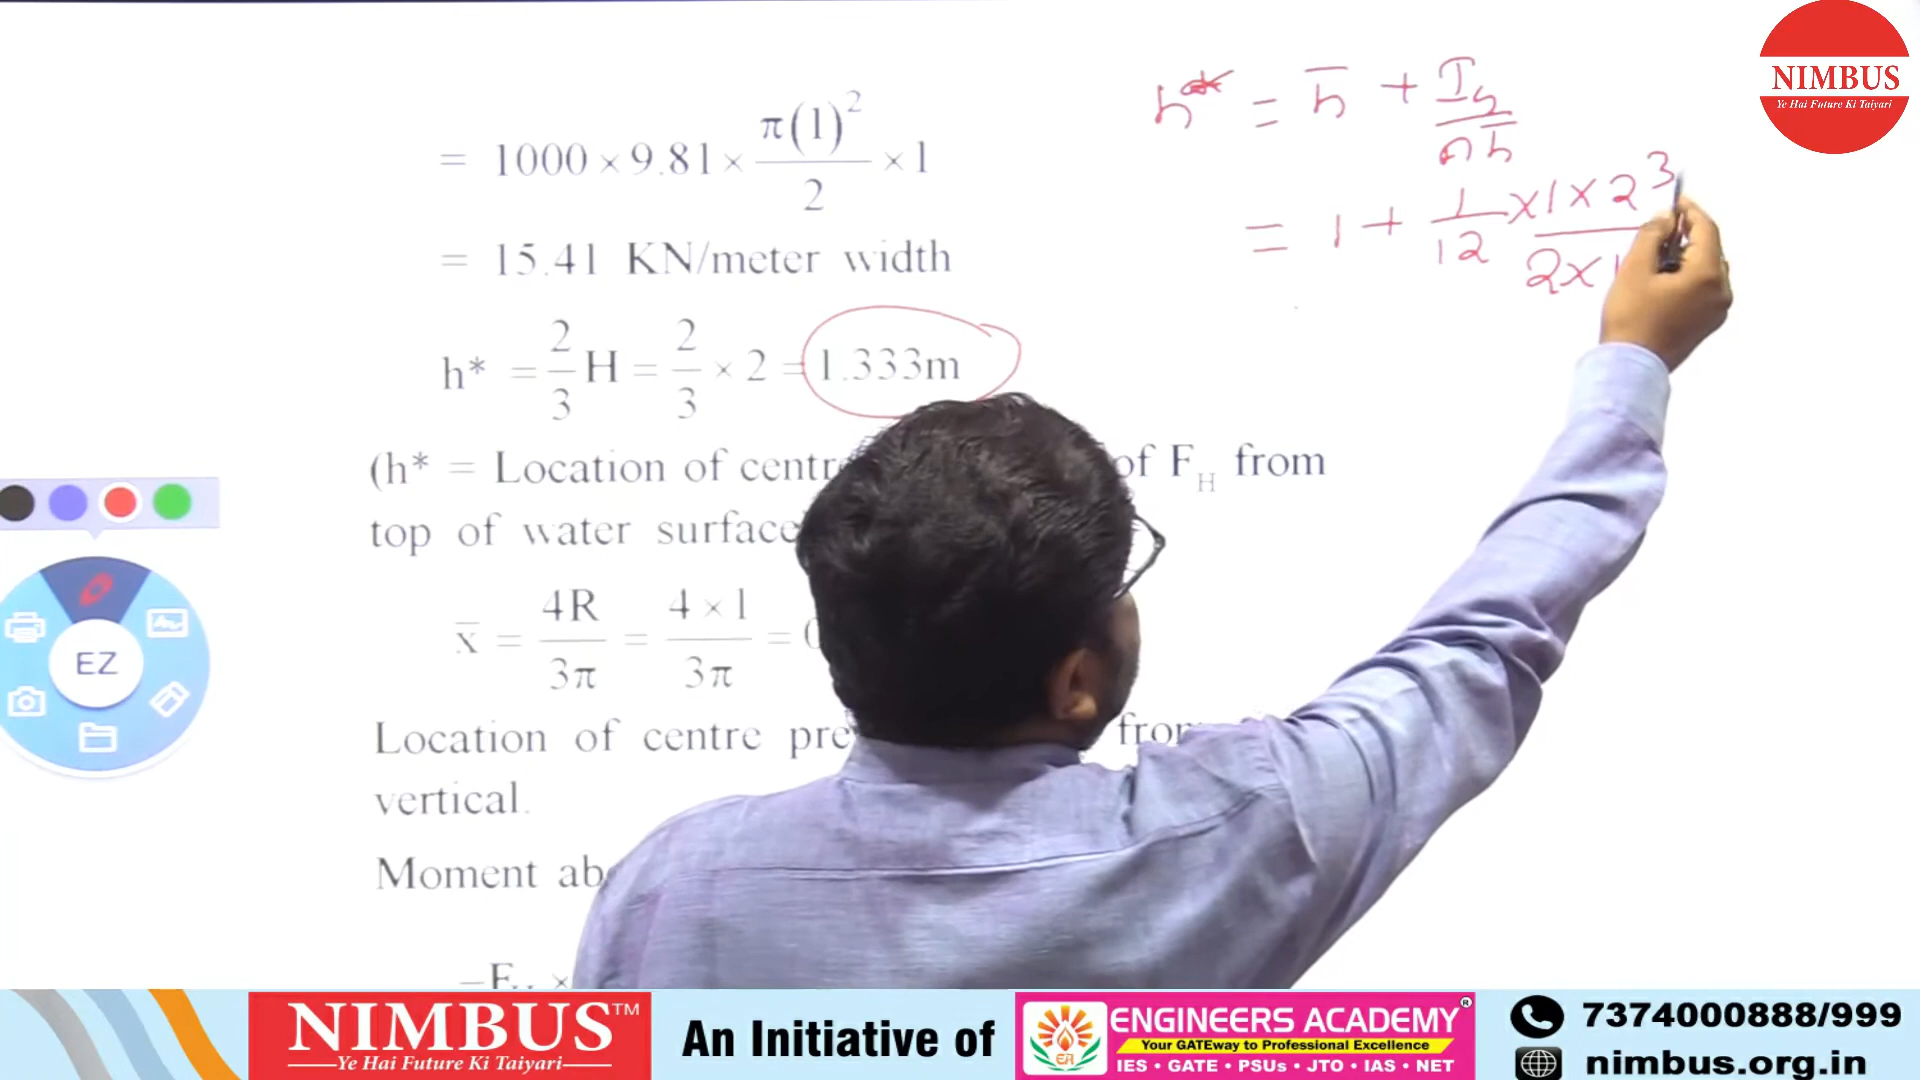 = 1000 × 9.81 × π(1)²/2 × 1
= 15.41 KN/meter width
h* = 2/3 H = 2/3 × 2 = 1.333m
(h* = Location of of F_H from
top of water surface
x̄ = 4R/3π = 4 × 1/3π =
Location of centre
vertical.
Moment
h* = h̄ + I_G/Ah̄
= 1 + 1/12 × 1 × 2³/2×1
EZ
NIMBUS
Ye Hai Future Ki Taiyari
NIMBUS™
Ye Hai Future Ki Taiyari
An Initiative of
ENGINEERS ACADEMY®
Your GATEway to Professional Excellence
IES • GATE • PSUs • JTO • IAS • NET
EA
7374000888/999
nimbus.org.in